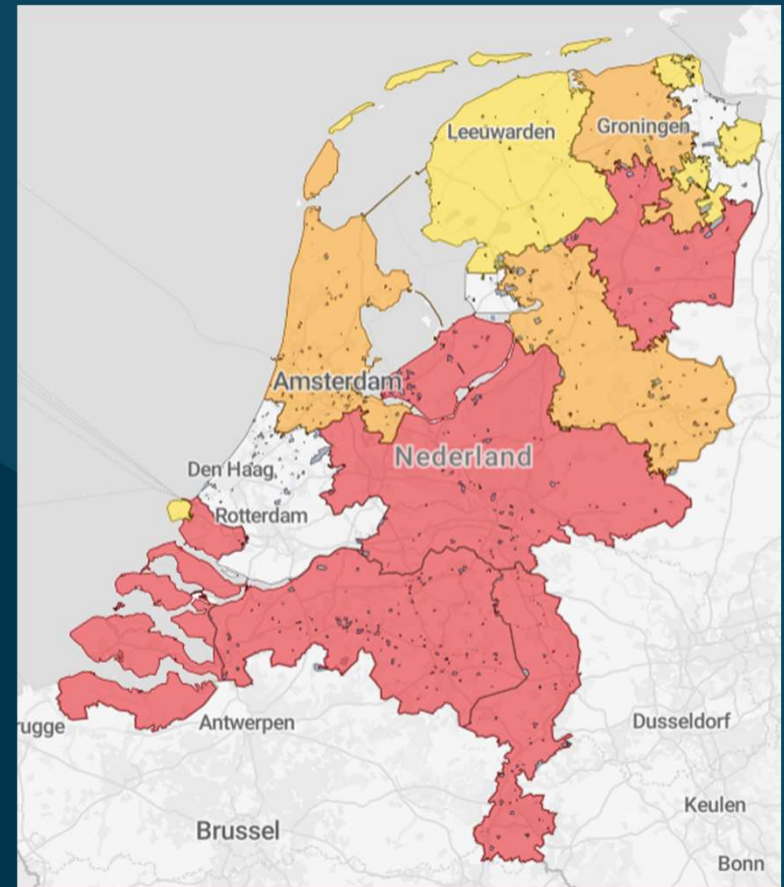 Leeuwarden
Groningen
Amsterdam
Nederland
Den Haag
Rotterdam
rugge
Antwerpen
Dusseldorf
Keulen
Brussel
Bonn